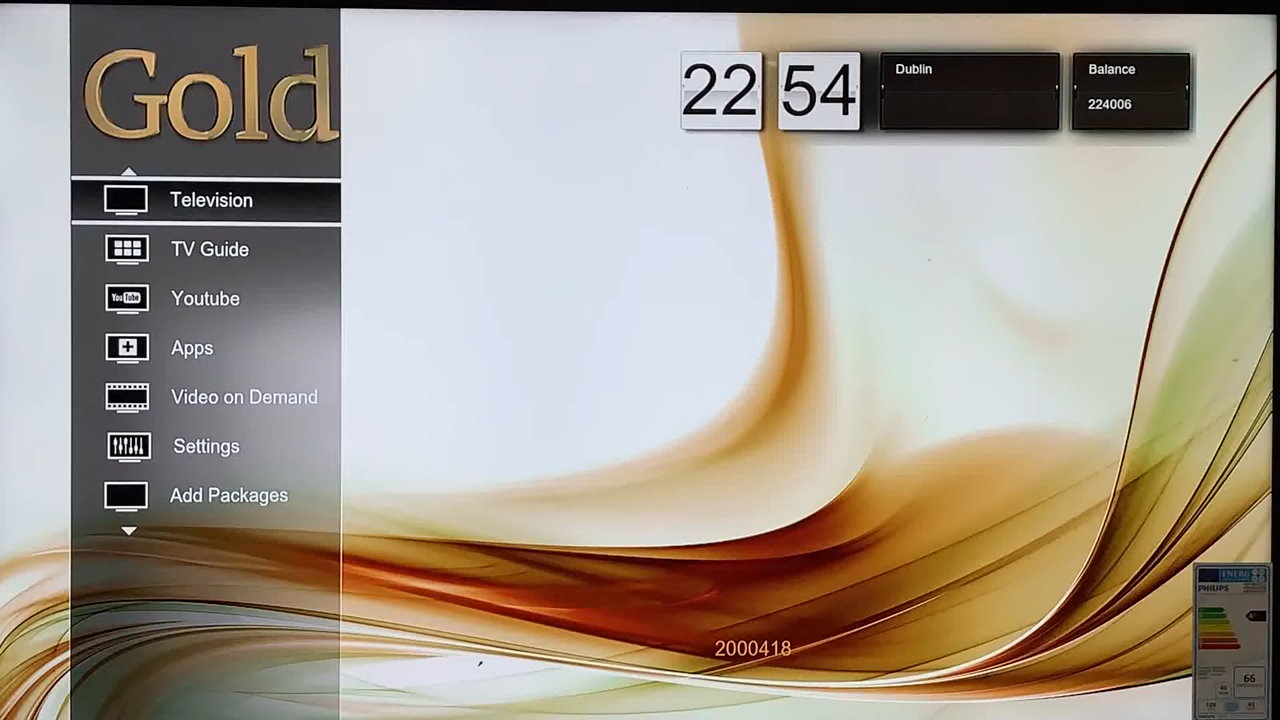 Gold
22 54
Dublin
Balance
224006
Television
TV Guide
YouTube
Youtube
Apps
Video on Demand
Settings
Add Packages
2000418
ENERG
PHILIPS
66